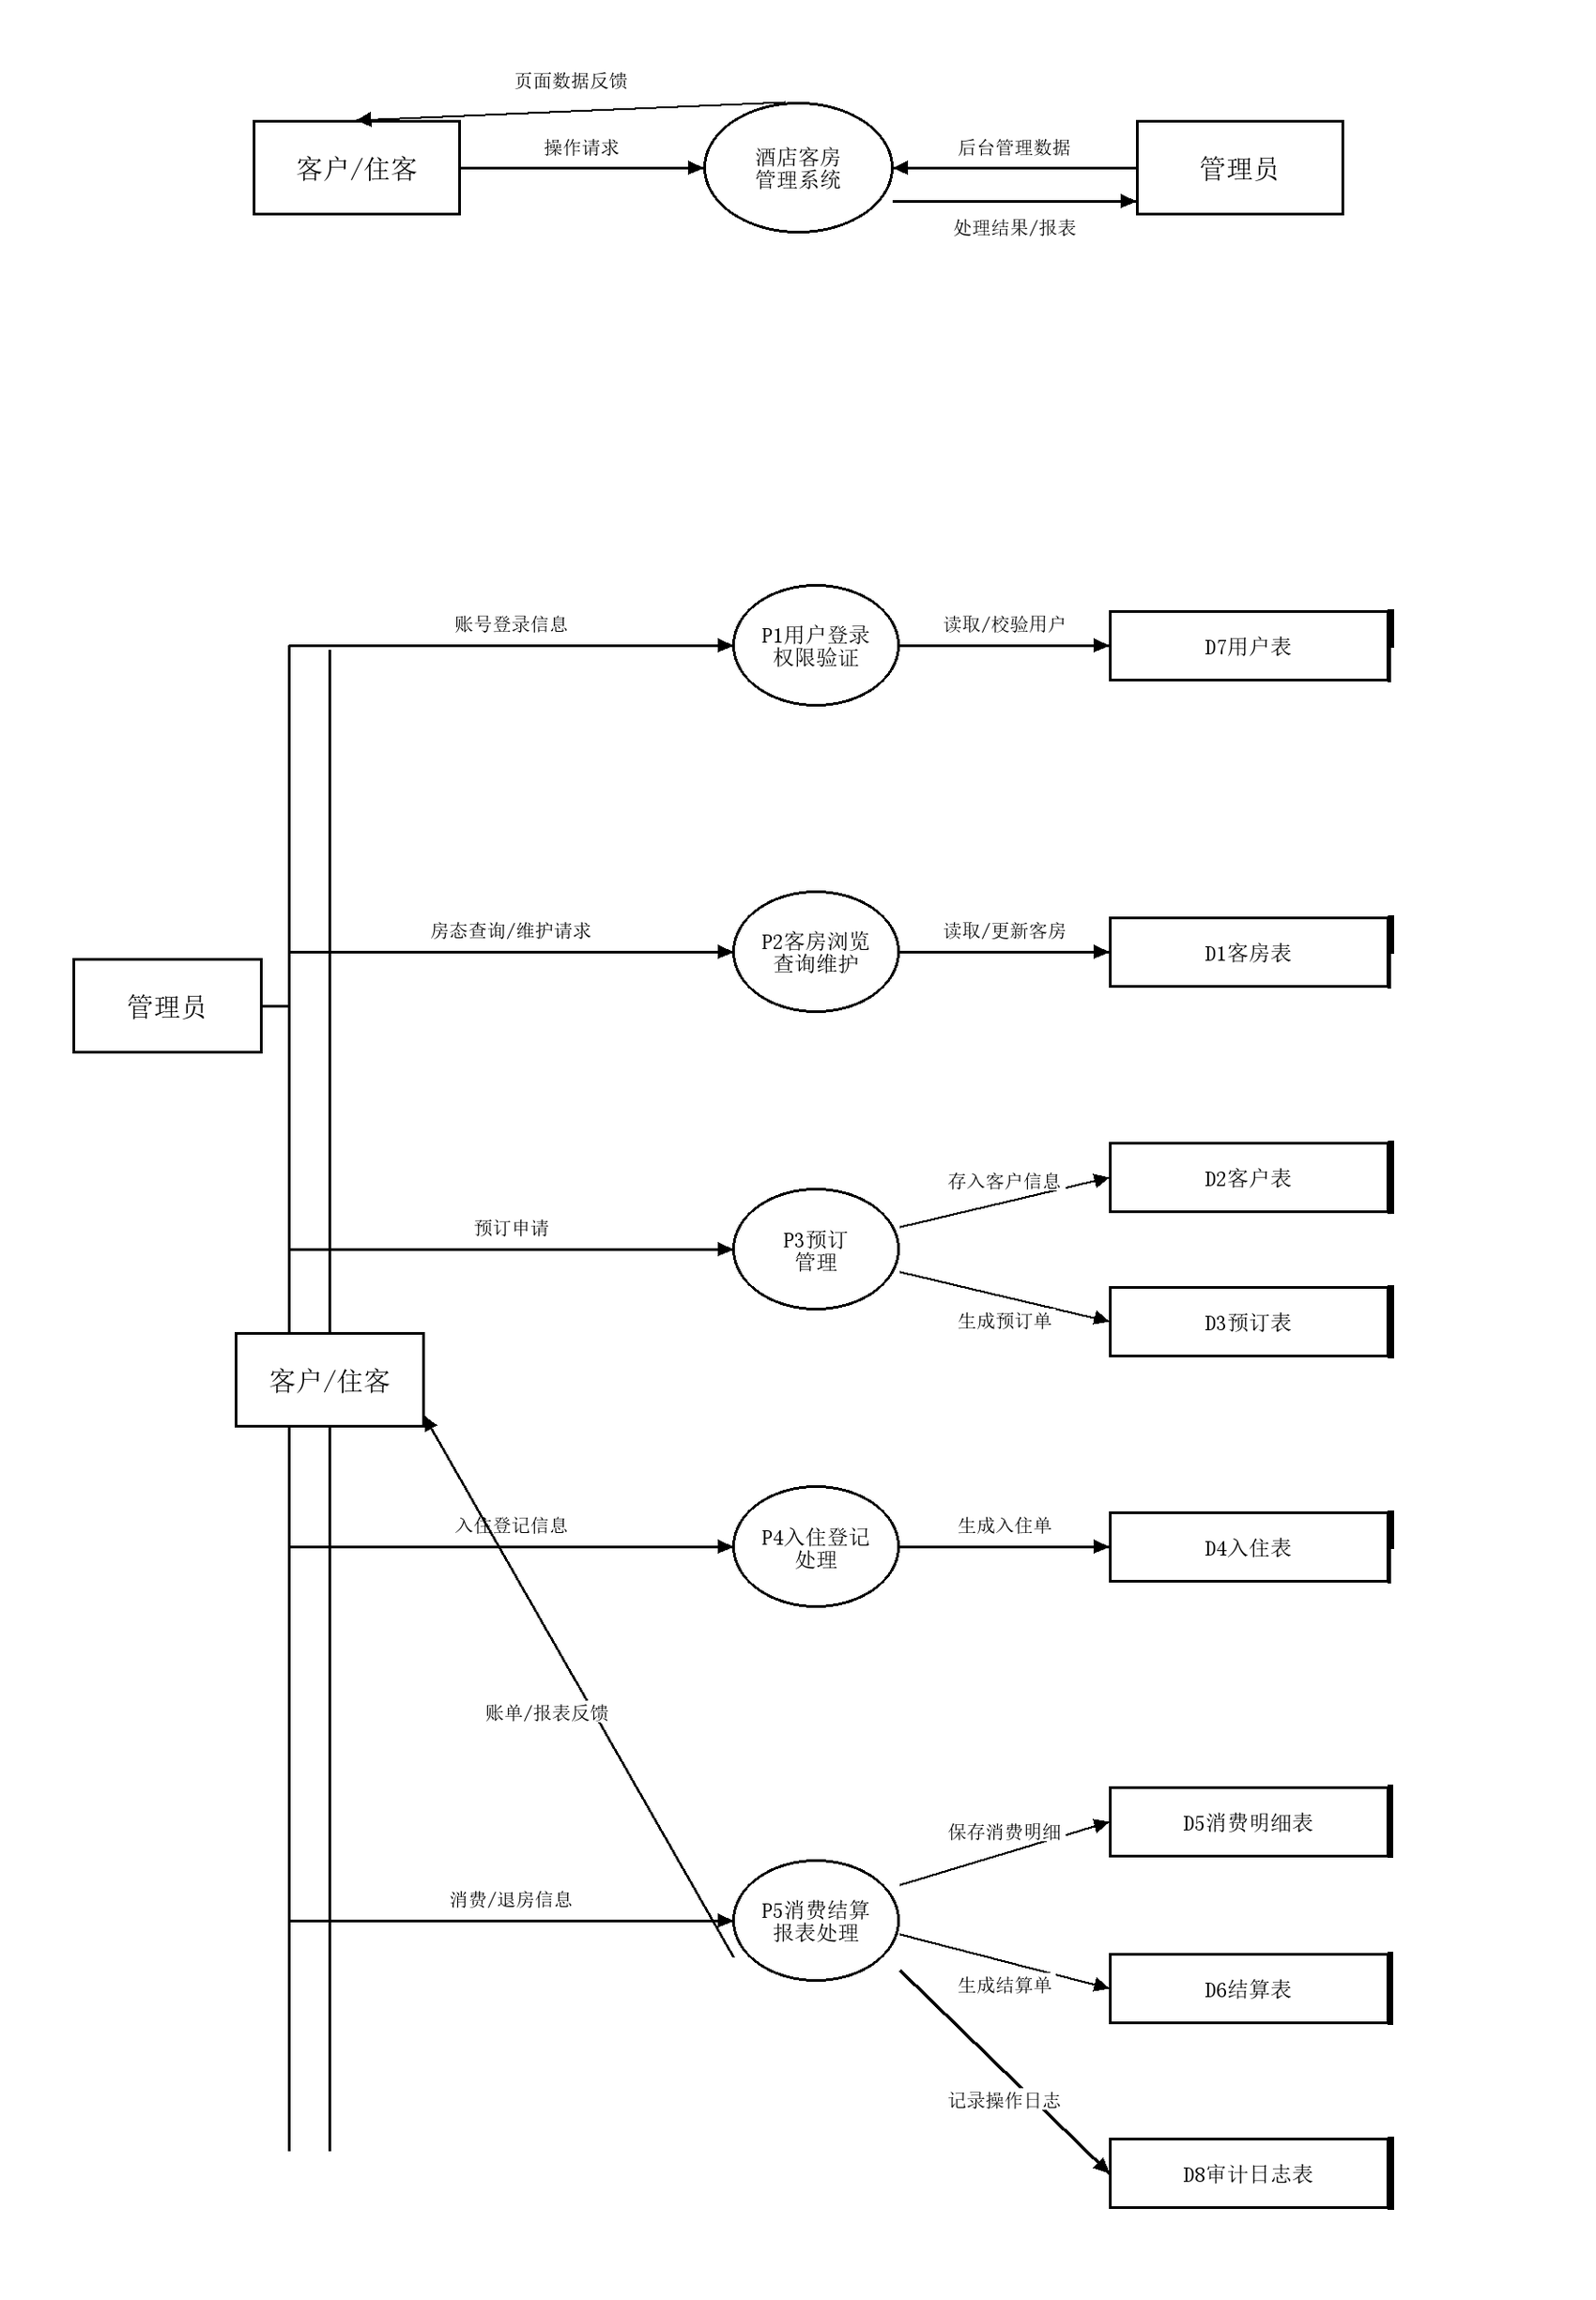 页面数据反馈
客户/住客
操作请求
酒店客房
管理系统
后台管理数据
管理员
处理结果/报表
账号登录信息
P1用户登录
权限验证
读取/校验用户
D7用户表
房态查询/维护请求
P2客房浏览
查询维护
读取/更新客房
D1客房表
管理员
预订申请
P3预订
管理
存入客户信息
D2客户表
生成预订单
D3预订表
客户/住客
入住登记信息
P4入住登记
处理
生成入住单
D4入住表
账单/报表反馈
消费/退房信息
P5消费结算
报表处理
保存消费明细
D5消费明细表
生成结算单
D6结算表
记录操作日志
D8审计日志表